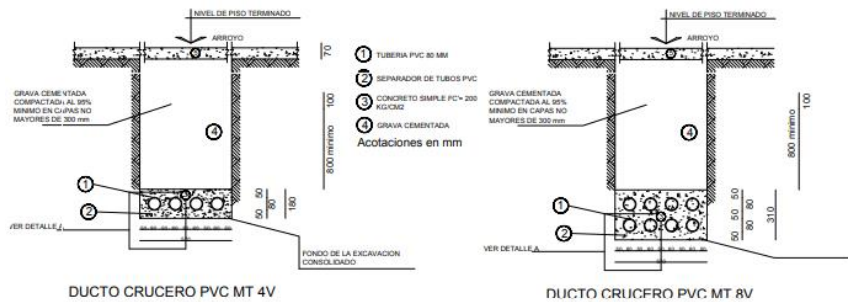 NIVEL DE PISO TERMINADO
ARROYO
70
GRAVA CEMENTADA
COMPACTADA AL 95%
MINIMO EN CAPAS NO
MAYORES DE 300 mm
100
800 minimo
4
1
2
50
80
50
180
VER DETALLE
FONDO DE LA EXCAVACION
CONSOLIDADO
DUCTO CRUCERO PVC MT 4V
1 TUBERIA PVC 80 MM
2 SEPARADOR DE TUBOS PVC
3 CONCRETO SIMPLE FC'= 200
KG/CM2
4 GRAVA CEMENTADA
Acotaciones en mm
NIVEL DE PISO TERMINADO
ARROYO
GRAVA CEMENTADA
COMPACTADA AL 95%
MINIMO EN CAPAS NO
MAYORES DE 300 mm
100
800 minimo
4
1
2
50
80
50
80
50
310
VER DETALLE A
DUCTO CRUCERO PVC MT 8V